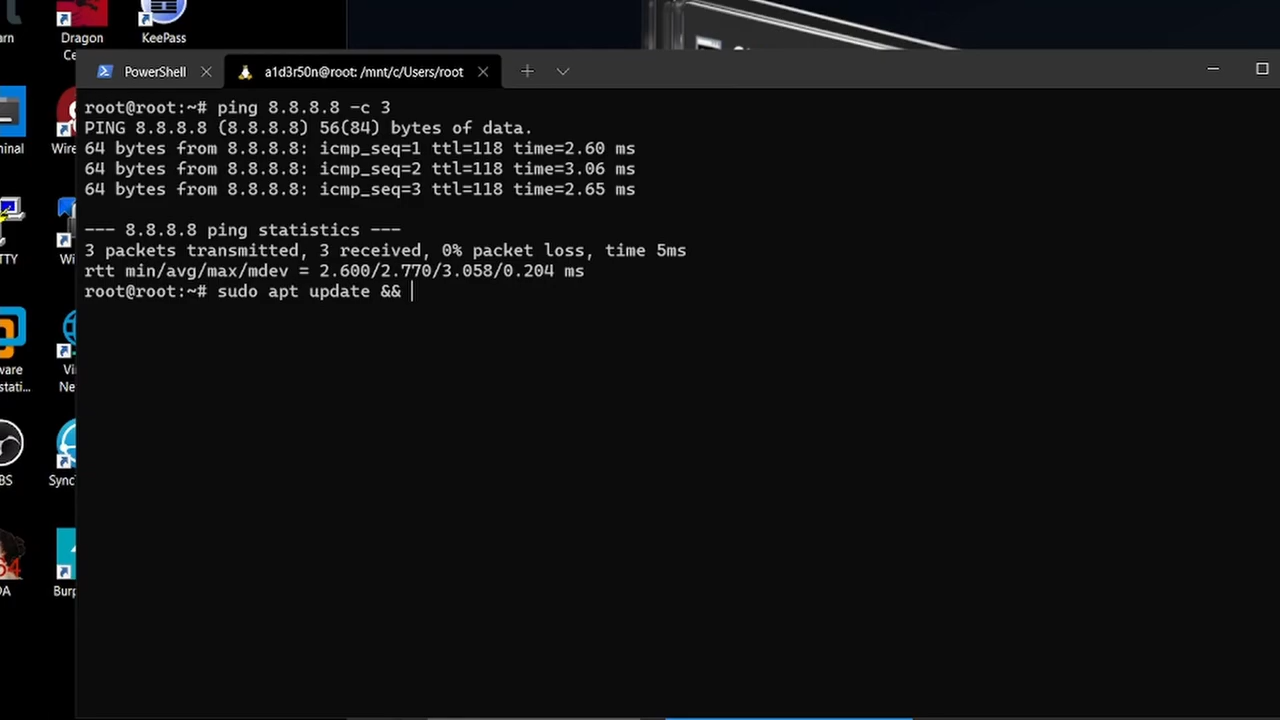 Dragon
Ce...
KeePass
PowerShell
a1d3r50n@root: /mnt/c/Users/root
root@root:~# ping 8.8.8.8 -c 3
PING 8.8.8.8 (8.8.8.8) 56(84) bytes of data.
64 bytes from 8.8.8.8: icmp_seq=1 ttl=118 time=2.60 ms
64 bytes from 8.8.8.8: icmp_seq=2 ttl=118 time=3.06 ms
64 bytes from 8.8.8.8: icmp_seq=3 ttl=118 time=2.65 ms
--- 8.8.8.8 ping statistics ---
3 packets transmitted, 3 received, 0% packet loss, time 5ms
rtt min/avg/max/mdev = 2.600/2.770/3.058/0.204 ms
root@root:~# sudo apt update &&